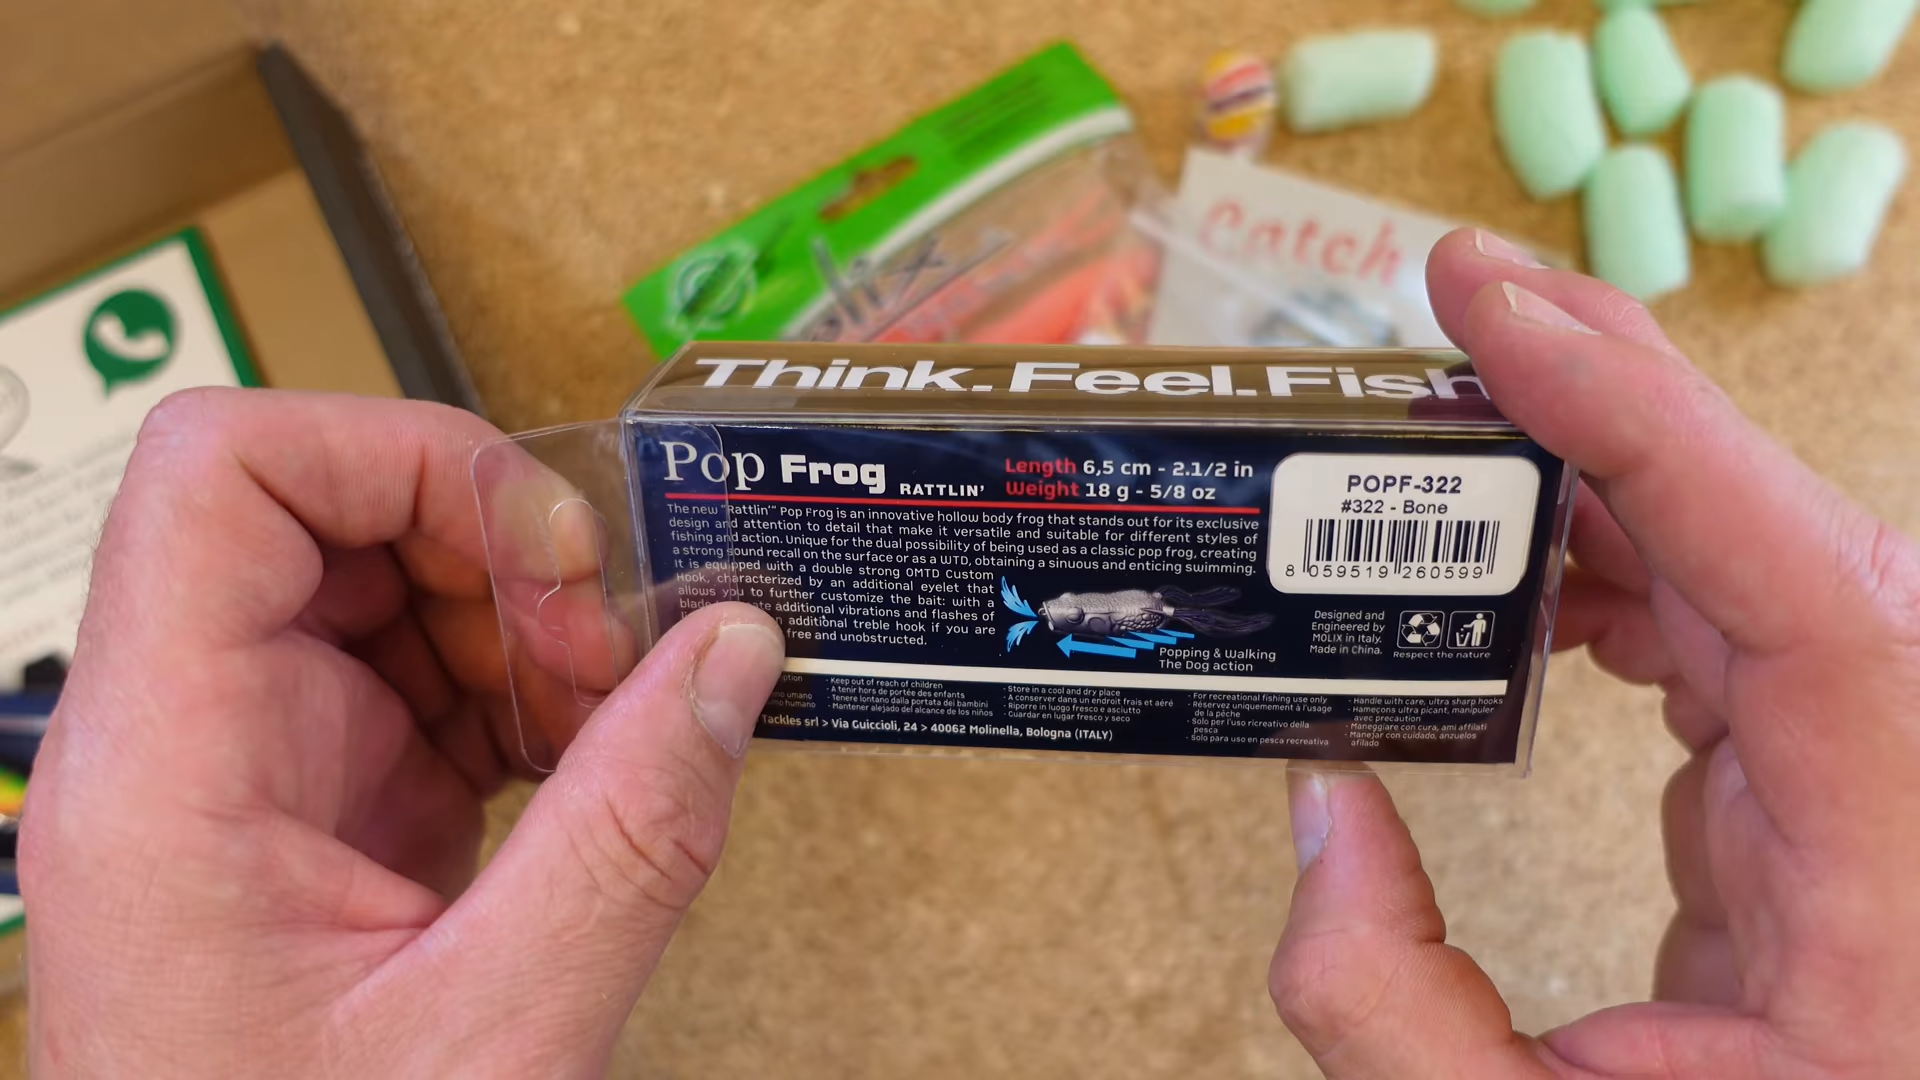 Catch
Think. Feel. Fish
Pop Frog RATTLIN'
Length 6,5 cm - 2.1/2 in
Weight 18 g - 5/8 oz
The new "Rattlin'" Pop Frog is an innovative hollow body frog that stands out for its exclusive
design and attention to detail that make it versatile and suitable for different styles of
fishing and action. Unique for the dual possibility of being used as a classic pop frog, creating
a strong sound recall on the surface or as a WTD, obtaining a sinuous and enticing swimming.
It is equipped with a double strong OMTD Custom
Hook, characterized by an additional eyelet that
allows you to further customize the bait: with a
additional vibrations and flashes of
additional treble hook if you are
free and unobstructed.
Popping & Walking
The Dog action
POPF-322
#322 - Bone
8 059519 260599
Designed and
Engineered by
MOLIX in Italy.
Made in China.
Respect the nature
- Keep out of reach of children
- A tenir hors de portée des enfants
- Tenere lontano dalla portata dei bambini
- Mantener alejado del alcance de los niños
- Store in a cool and dry place
- A conserver dans un endroit frais et aéré
- Riporre in luogo fresco e asciutto
- Cuardar en lugar fresco y seco
- For recreational fishing use only
- Réservez uniquemement à l'usage
de la pêche
- Solo per l'uso ricreativo della
pesca
- Solo para uso en pesca recreativa
- Handle with care, ultra sharp hooks
- Hameçons ultra picant, manipuler
avec precaution
- Maneggiare con cura, ami affilati
- Manejar con cuidado, anzuelos
afilado
Tackles srl > Via Guiccioli, 24 > 40062 Molinella, Bologna (ITALY)